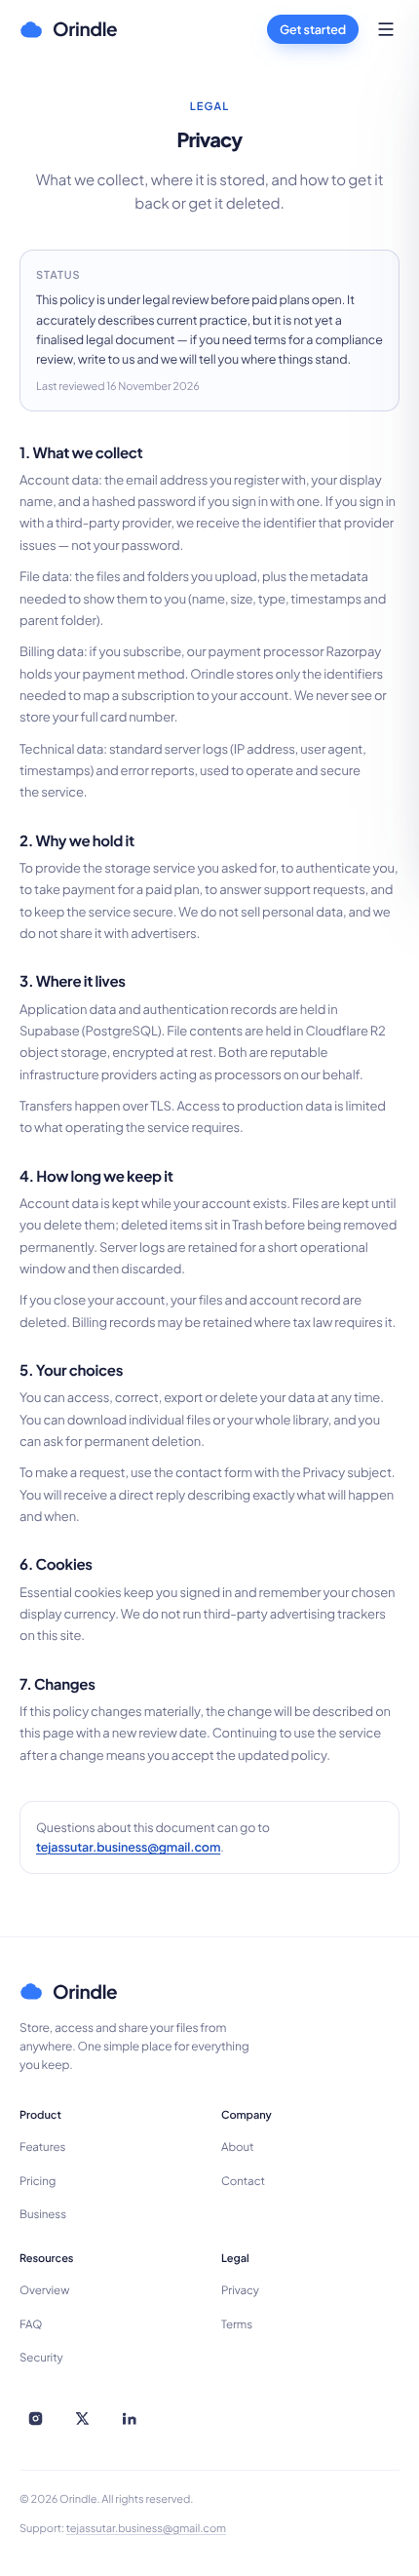 Orindle
Get started
LEGAL
Privacy
What we collect, where it is stored, and how to get it
back or get it deleted.
STATUS
This policy is under legal review before paid plans open. It
accurately describes current practice, but it is not yet a
finalised legal document — if you need terms for a compliance
review, write to us and we will tell you where things stand.
Last reviewed 16 November 2026
1. What we collect
Account data: the email address you register with, your display
name, and a hashed password if you sign in with one. If you sign in
with a third-party provider, we receive the identifier that provider
issues — not your password.
File data: the files and folders you upload, plus the metadata
needed to show them to you (name, size, type, timestamps and
parent folder).
Billing data: if you subscribe, our payment processor Razorpay
holds your payment method. Orindle stores only the identifiers
needed to map a subscription to your account. We never see or
store your full card number.
Technical data: standard server logs (IP address, user agent,
timestamps) and error reports, used to operate and secure
the service.
2. Why we hold it
To provide the storage service you asked for, to authenticate you,
to take payment for a paid plan, to answer support requests, and
to keep the service secure. We do not sell personal data, and we
do not share it with advertisers.
3. Where it lives
Application data and authentication records are held in
Supabase (PostgreSQL). File contents are held in Cloudflare R2
object storage, encrypted at rest. Both are reputable
infrastructure providers acting as processors on our behalf.
Transfers happen over TLS. Access to production data is limited
to what operating the service requires.
4. How long we keep it
Account data is kept while your account exists. Files are kept until
you delete them; deleted items sit in Trash before being removed
permanently. Server logs are retained for a short operational
window and then discarded.
If you close your account, your files and account record are
deleted. Billing records may be retained where tax law requires it.
5. Your choices
You can access, correct, export or delete your data at any time.
You can download individual files or your whole library, and you
can ask for permanent deletion.
To make a request, use the contact form with the Privacy subject.
You will receive a direct reply describing exactly what will happen
and when.
6. Cookies
Essential cookies keep you signed in and remember your chosen
display currency. We do not run third-party advertising trackers
on this site.
7. Changes
If this policy changes materially, the change will be described on
this page with a new review date. Continuing to use the service
after a change means you accept the updated policy.
Questions about this document can go to
tejassutar.business@gmail.com.
Orindle
Store, access and share your files from
anywhere. One simple place for everything
you keep.
Product
Features
Pricing
Business
Company
About
Contact
Resources
Overview
FAQ
Security
Legal
Privacy
Terms
© 2026 Orindle. All rights reserved.
Support: tejassutar.business@gmail.com